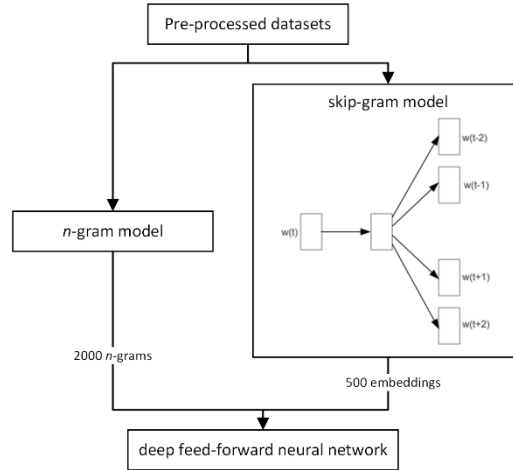 Pre-processed datasets
skip-gram model
w(t-2)
w(t-1)
n-gram model
w(t)
w(t+1)
w(t+2)
2000 n-grams
500 embeddings
deep feed-forward neural network